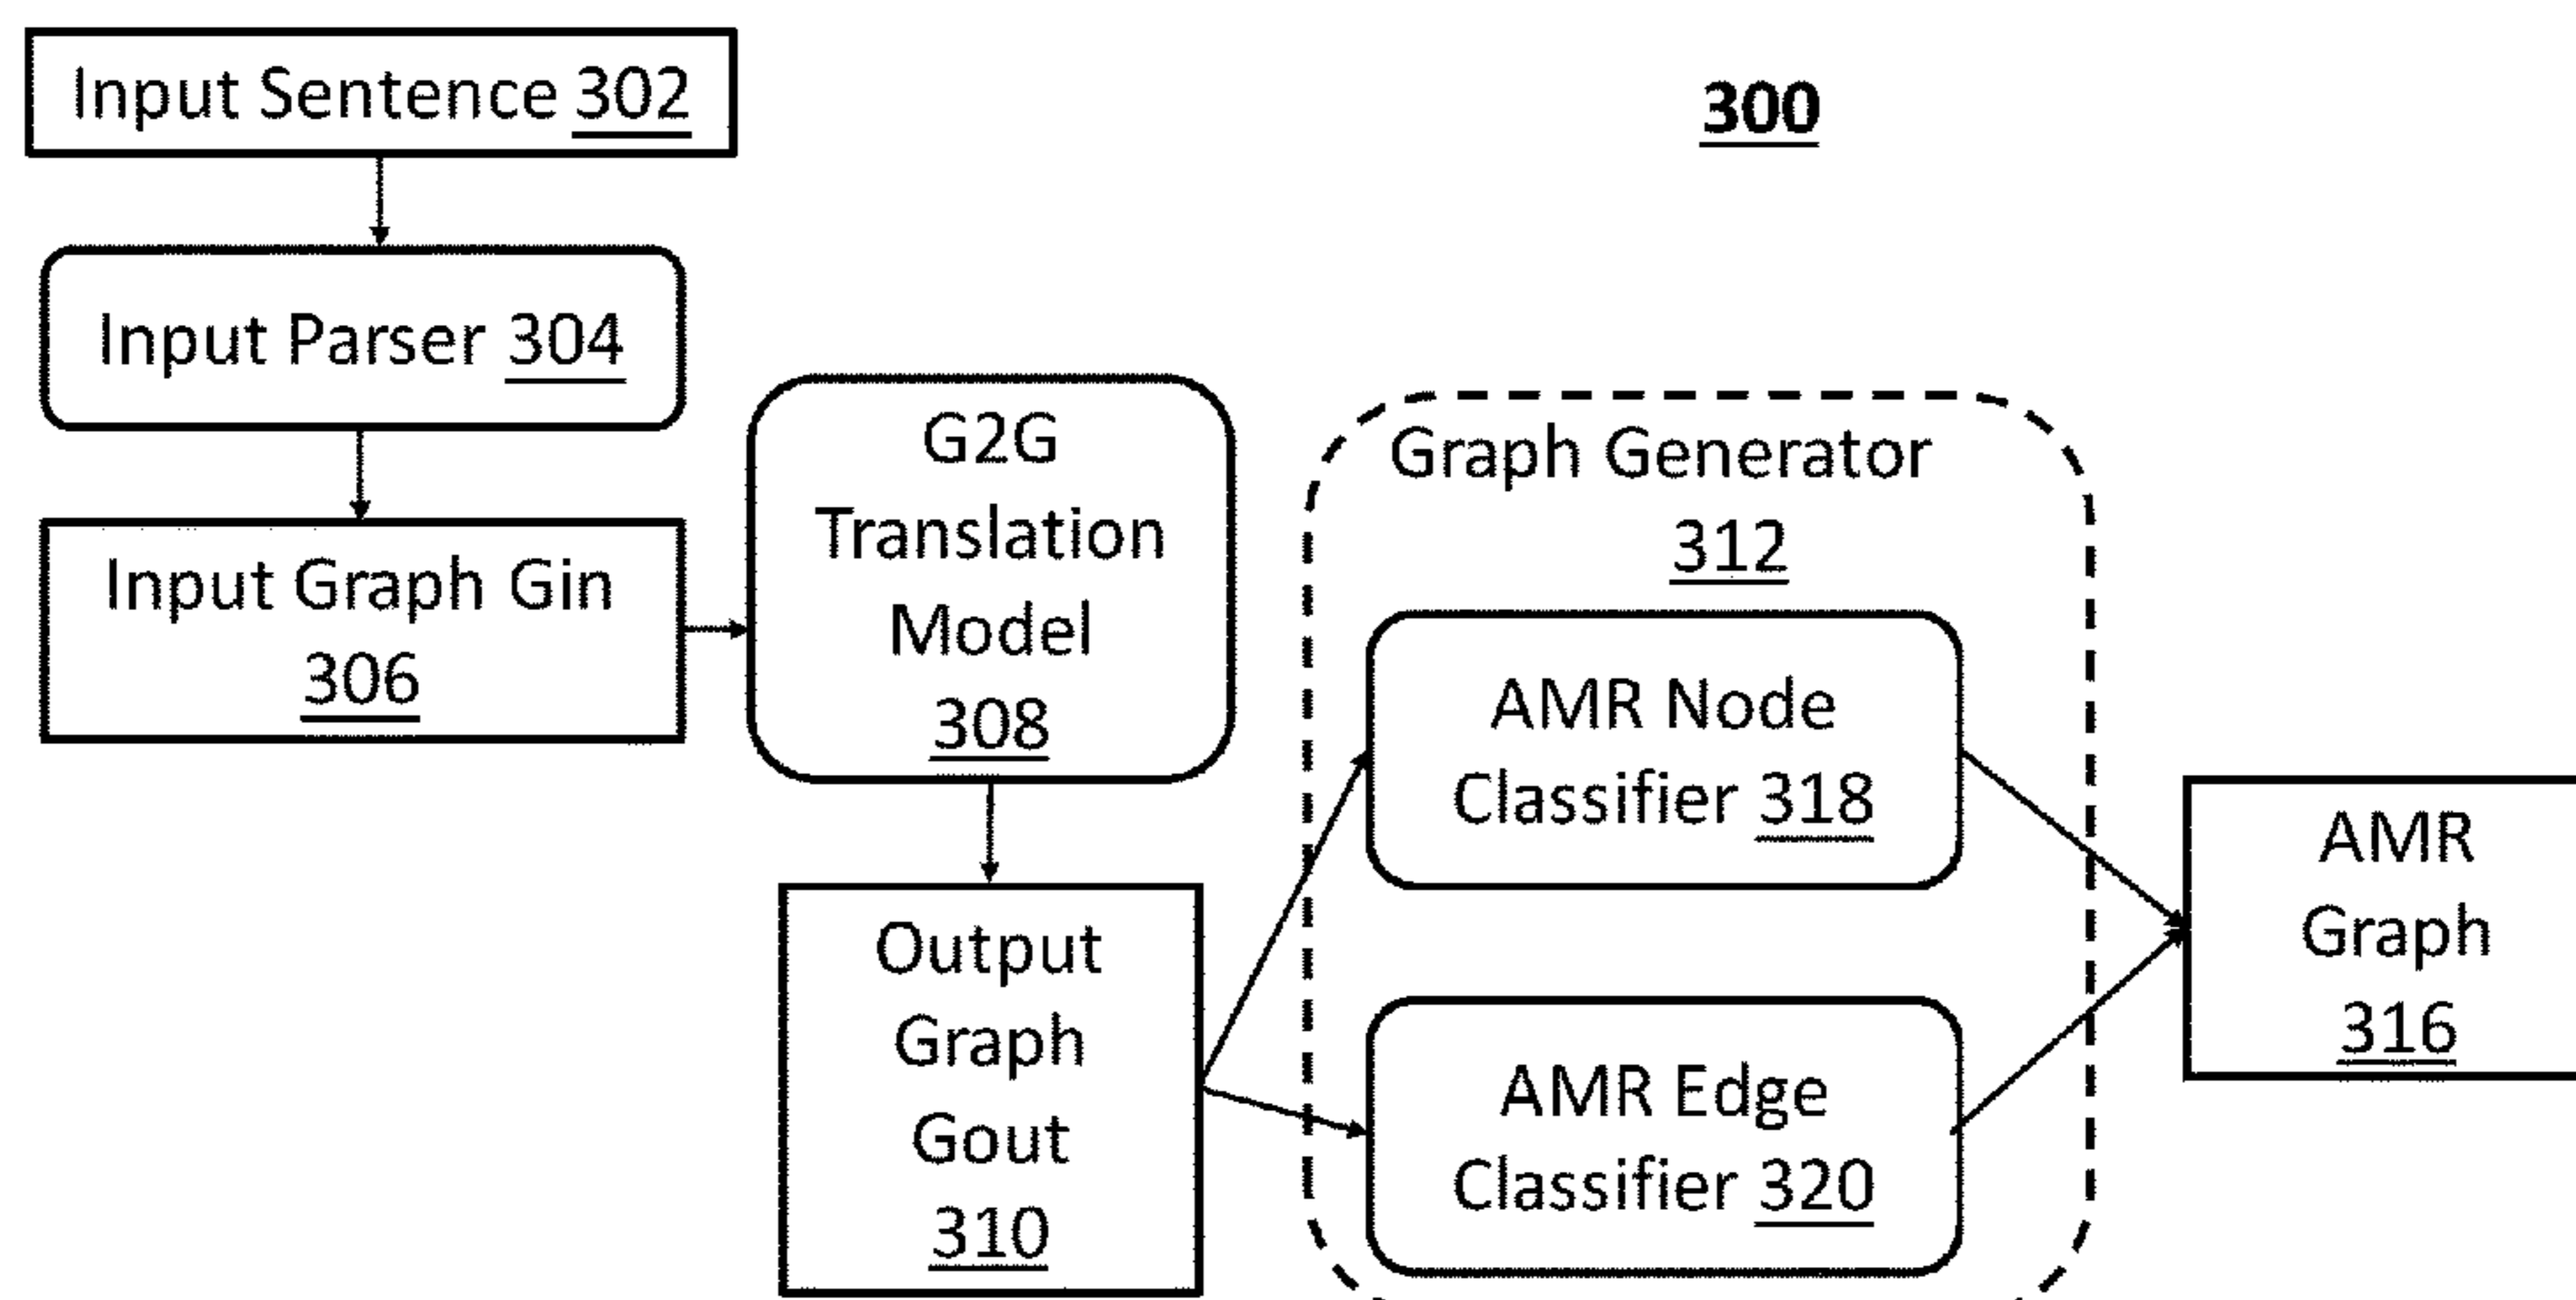 Input Sentence 302
300
Input Parser 304
Input Graph Gin
306
G2G
Translation
Model
308
Output
Graph
Gout
310
Graph Generator
312
AMR Node
Classifier 318
AMR Edge
Classifier 320
AMR
Graph
316